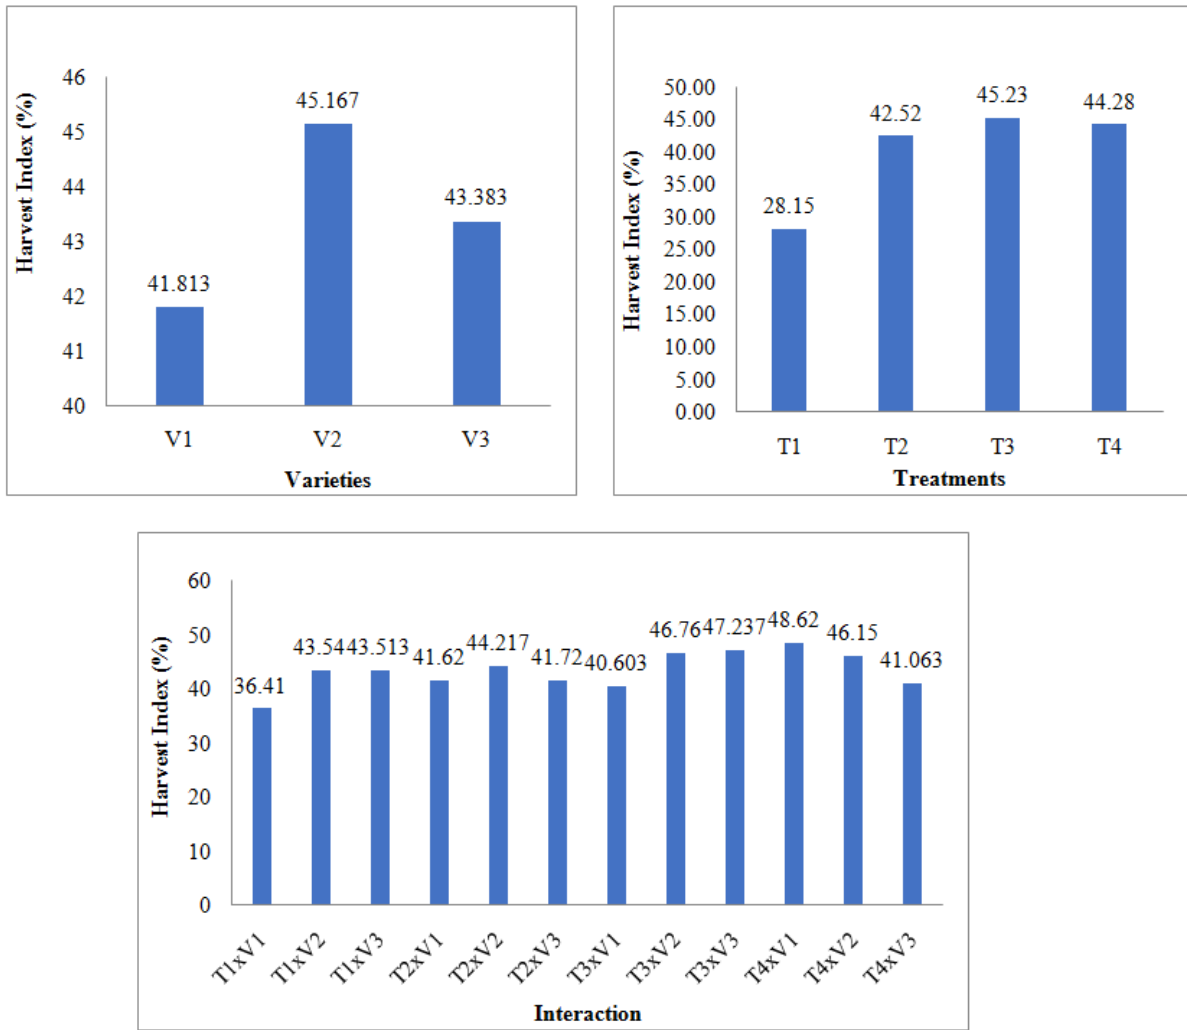 Harvest Index (%)
46
45
44
43
42
41
40
41.813
45.167
43.383
V1 V2 V3
Varieties
Harvest Index (%)
50.00
45.00
40.00
35.00
30.00
25.00
20.00
15.00
10.00
5.00
0.00
28.15
42.52
45.23
44.28
T1 T2 T3 T4
Treatments
Harvest Index (%)
60
50
40
30
20
10
0
36.41
43.54
43.513
41.62
44.217
41.72
40.603
46.76
47.237
48.62
46.15
41.063
T1xV1
T1xV2
T1xV3
T2xV1
T2xV2
T2xV3
T3xV1
T3xV2
T3xV3
T4xV1
T4xV2
T4xV3
Interaction